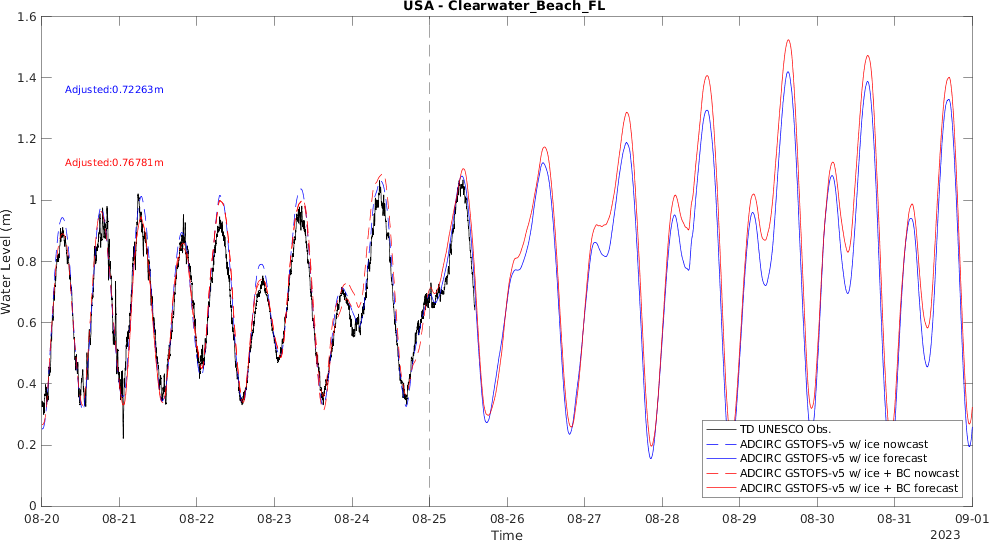 USA - Clearwater_Beach_FL
1.6
1.4
1.2
1
0.8
0.6
0.4
0.2
0
Water Level (m)
Adjusted:0.72263m
Adjusted:0.76781m
TD UNESCO Obs.
ADCIRC GSTOFS-v5 w/ ice nowcast
ADCIRC GSTOFS-v5 w/ ice forecast
ADCIRC GSTOFS-v5 w/ ice + BC nowcast
ADCIRC GSTOFS-v5 w/ ice + BC forecast
08-20 08-21 08-22 08-23 08-24 08-25 08-26 08-27 08-28 08-29 08-30 08-31 09-01
Time
2023